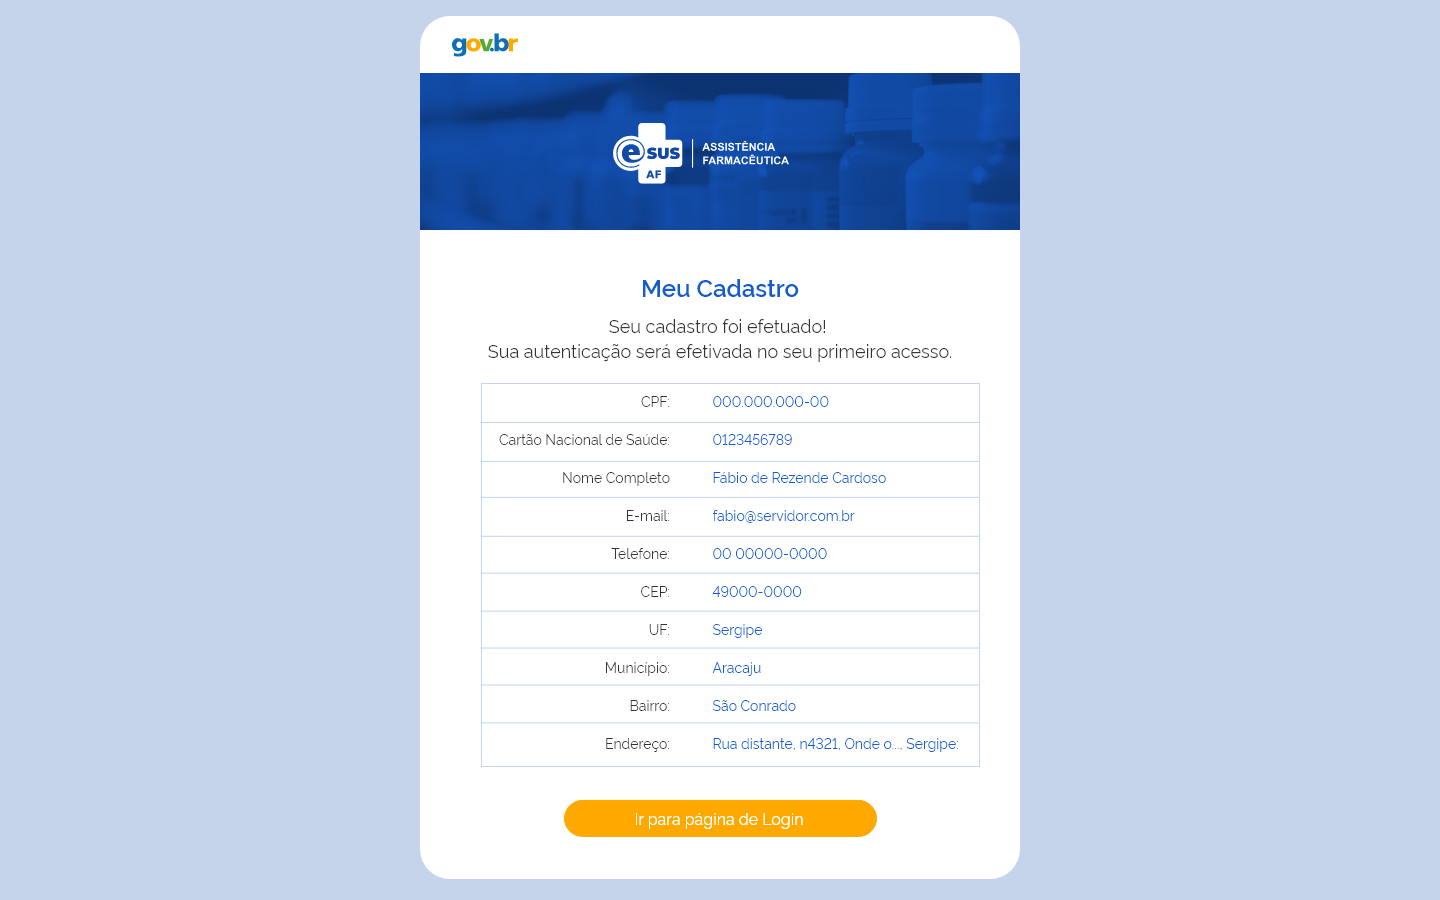 gov.br
e sus AF
ASSISTÊNCIA
FARMACÊUTICA
Meu Cadastro
Seu cadastro foi efetuado!
Sua autenticação será efetivada no seu primeiro acesso.
CPF: 000.000.000-00
Cartão Nacional de Saúde: 0123456789
Nome Completo Fábio de Rezende Cardoso
E-mail: fabio@servidor.com.br
Telefone: 00 00000-0000
CEP: 49000-0000
UF: Sergipe
Município: Aracaju
Bairro: São Conrado
Endereço: Rua distante, n4321, Onde o..., Sergipe:
Ir para página de Login